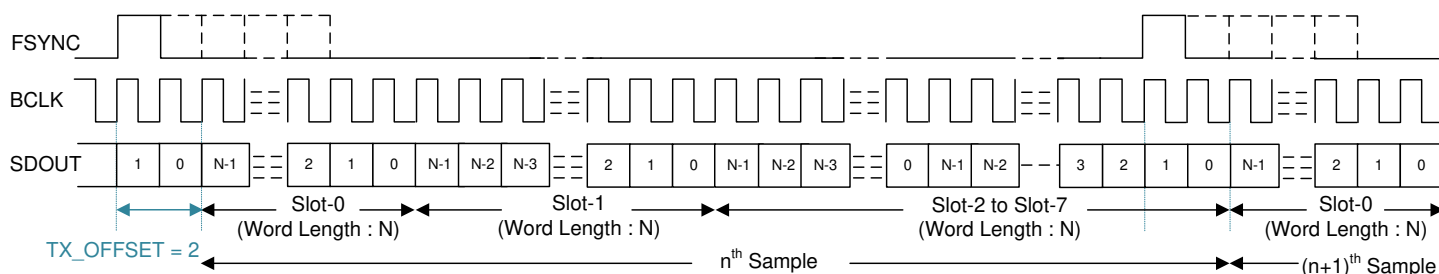 FSYNC
BCLK
SDOUT 1 0 N-1 2 1 0 N-1 N-2 N-3 2 1 0 N-1 N-2 N-3 0 N-1 N-2 3 2 1 0 N-1 2 1 0
Slot-0 Slot-1 Slot-2 to Slot-7 Slot-0
(Word Length : N) (Word Length : N) (Word Length : N) (Word Length : N)
TX_OFFSET = 2
nth Sample (n+1)th Sample